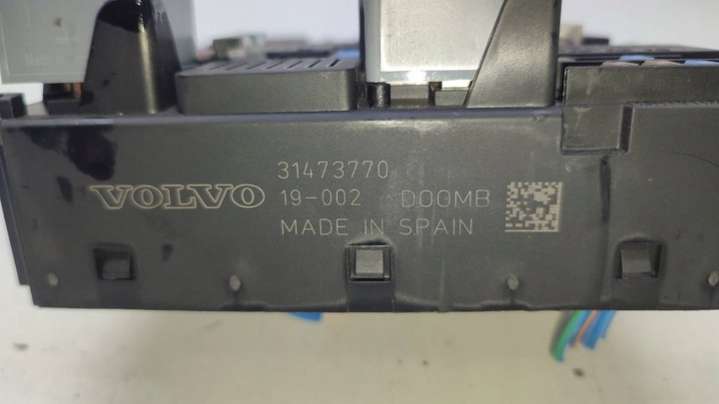 31473770
VOLVO 19-002 DOOMB
MADE IN SPAIN